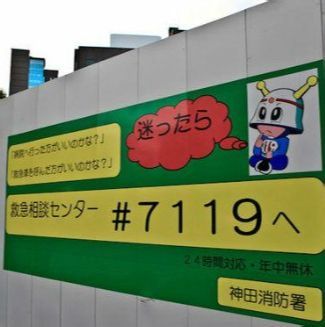 「病院へ行った方がいいのかな？」
「救急車を呼んだ方がいいのかな？」
迷ったら
救急相談センター #7119へ
24時間対応・年中無休
神田消防署